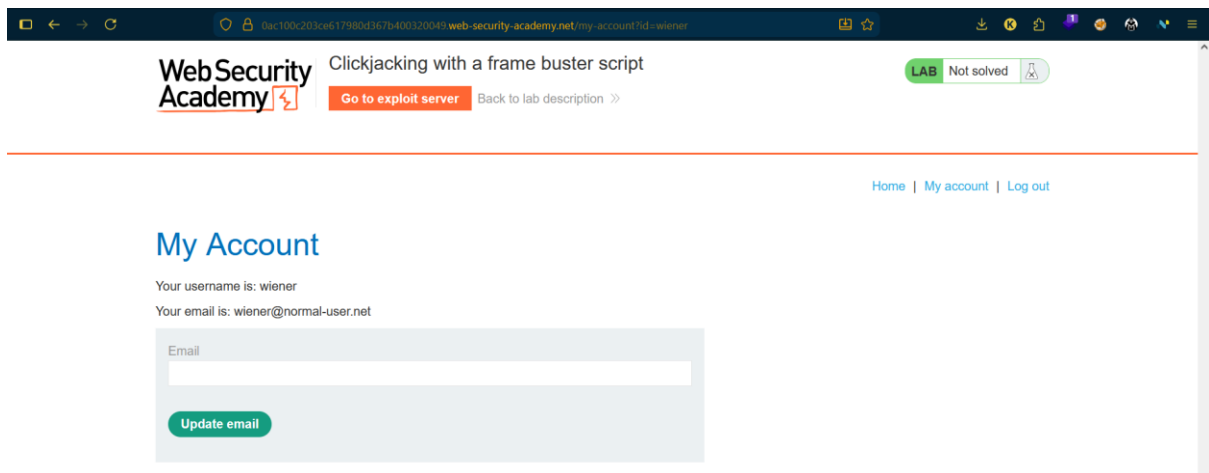 0ac100c203ce617980d367b400320049.web-security-academy.net/my-account?id=wiener
1
K
WebSecurity
Academy
Clickjacking with a frame buster script
Go to exploit server
Back to lab description »
LAB Not solved
Home | My account | Log out
My Account
Your username is: wiener
Your email is: wiener@normal-user.net
Email
Update email